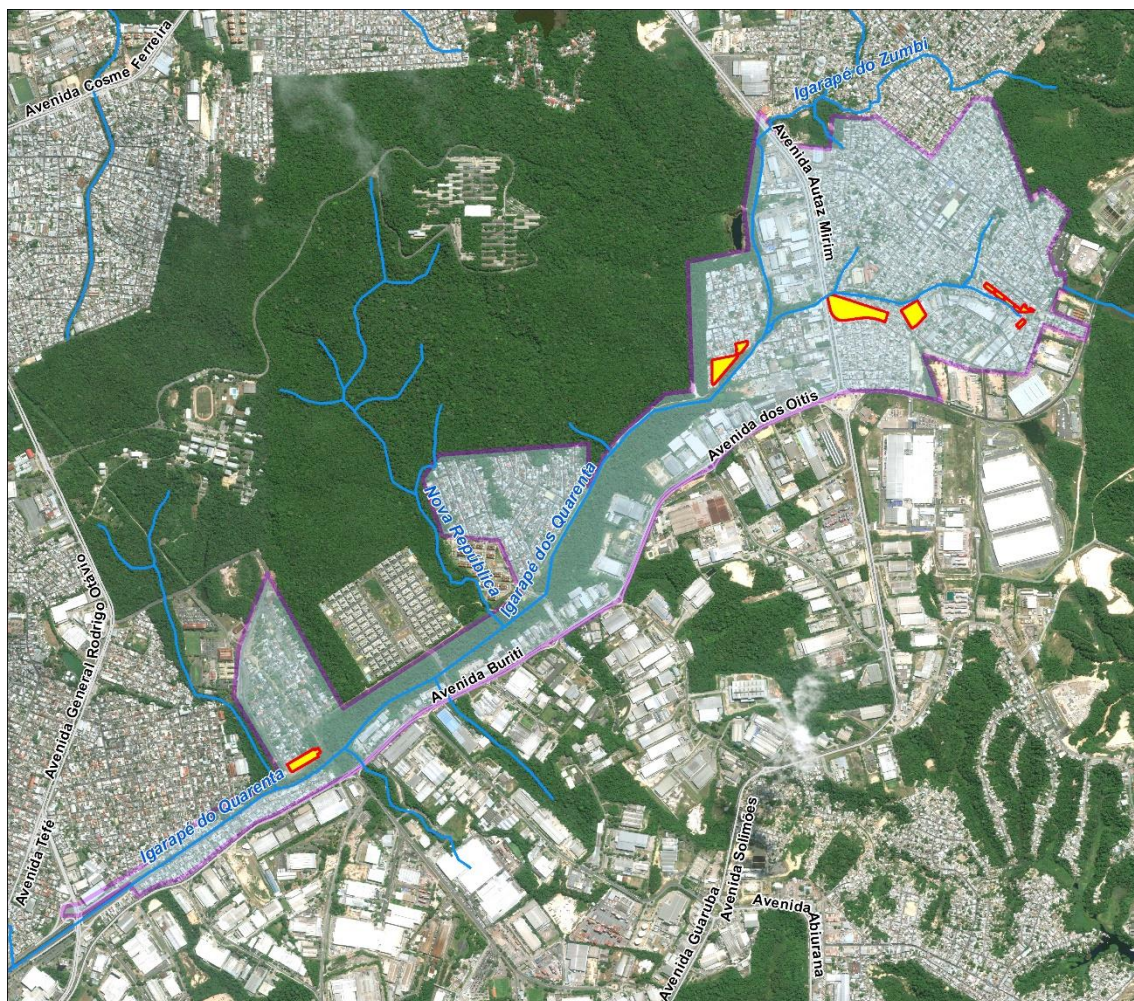 Avenida Cosme Ferreira
Igarapé do Zumbi
Avenida Autaz Mirim
Avenida dos Oitis
Igarapé dos Quarenta
Nova República
Avenida General Rodrigo Otávio
Avenida Buriti
Igarapé do Quarenta
Avenida Tefé
Avenida Solimões
Avenida Guaruba
Avenida Abiurana